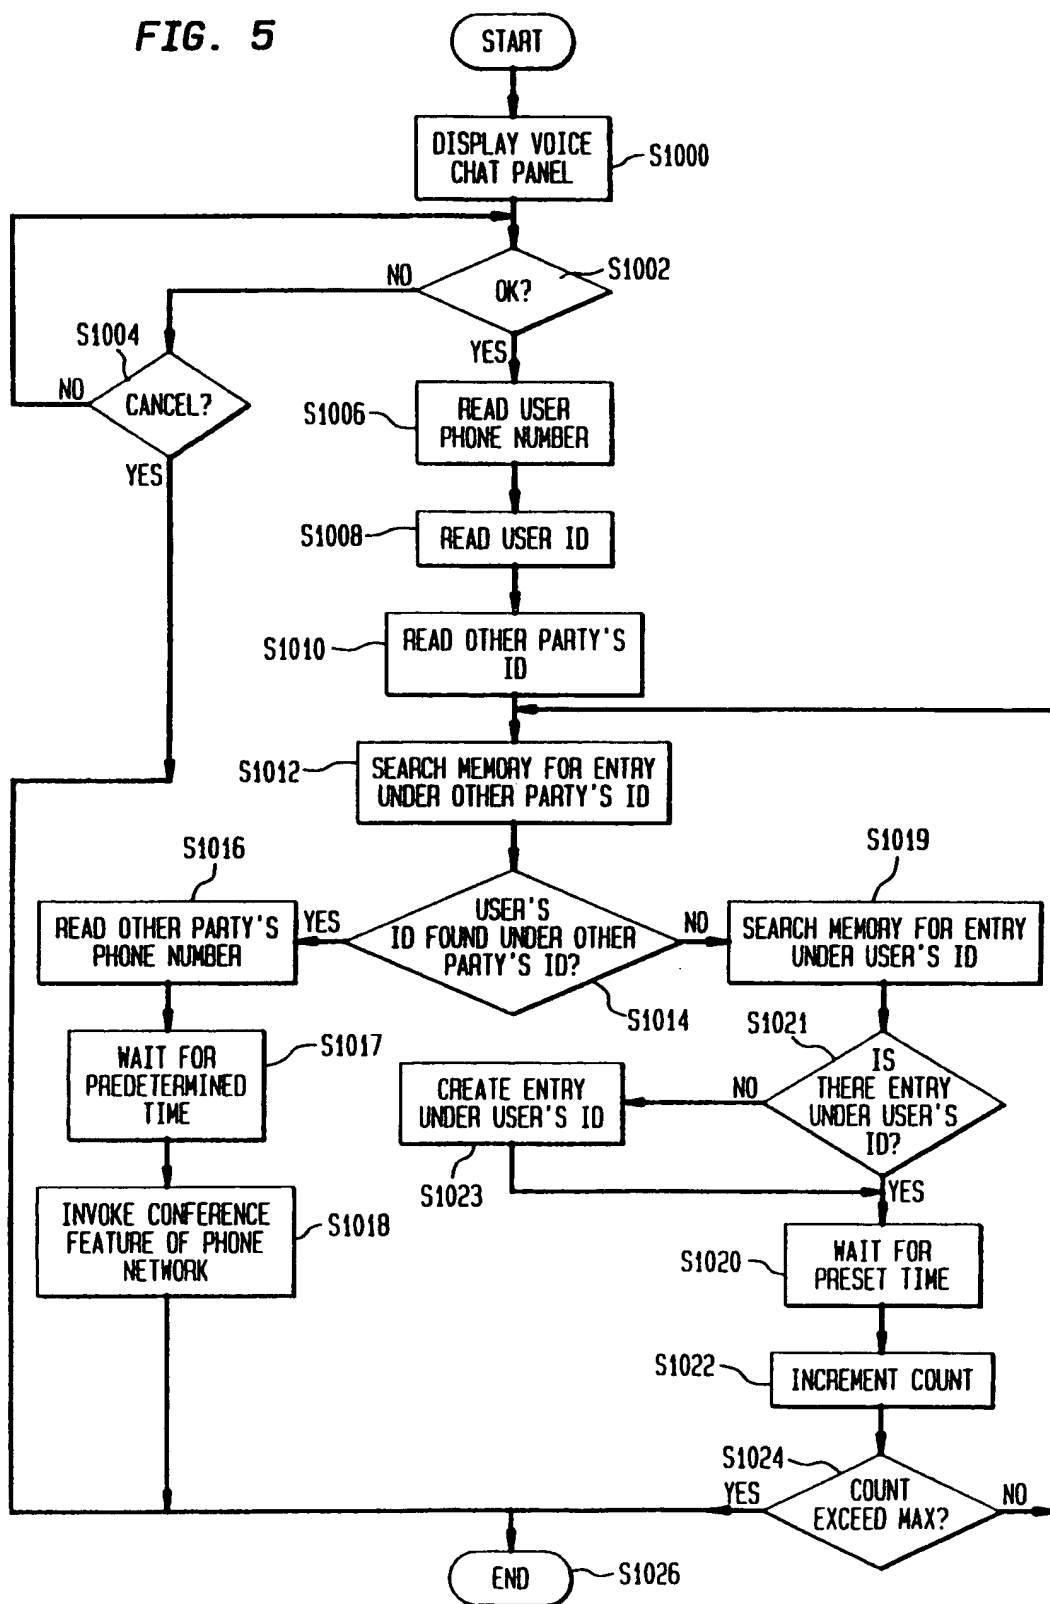 FIG. 5
START
DISPLAY VOICE
CHAT PANEL
S1000
NO
OK?
S1002
S1004
YES
NO
CANCEL?
S1006
READ USER
PHONE NUMBER
YES
S1008
READ USER ID
S1010
READ OTHER PARTY'S
ID
S1012
SEARCH MEMORY FOR ENTRY
UNDER OTHER PARTY'S ID
S1016
S1019
READ OTHER PARTY'S
PHONE NUMBER
YES
USER'S
ID FOUND UNDER OTHER
PARTY'S ID?
NO
SEARCH MEMORY FOR ENTRY
UNDER USER'S ID
S1014
S1021
WAIT FOR
PREDETERMINED
TIME
S1017
CREATE ENTRY
UNDER USER'S ID
NO
IS
THERE ENTRY
UNDER USER'S
ID?
S1023
YES
INVOKE CONFERENCE
FEATURE OF PHONE
NETWORK
S1018
S1020
WAIT FOR
PRESET TIME
S1022
INCREMENT COUNT
S1024
YES
COUNT
EXCEED MAX?
NO
END
S1026